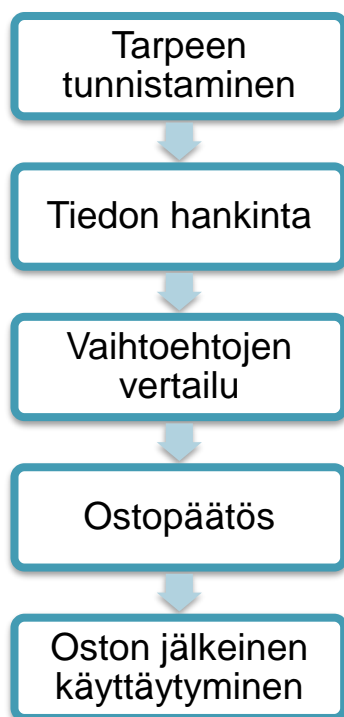 Tarpeen
tunnistaminen
Tiedon hankinta
Vaihtoehtojen
vertailu
Ostopäätös
Oston jälkeinen
käyttäytyminen